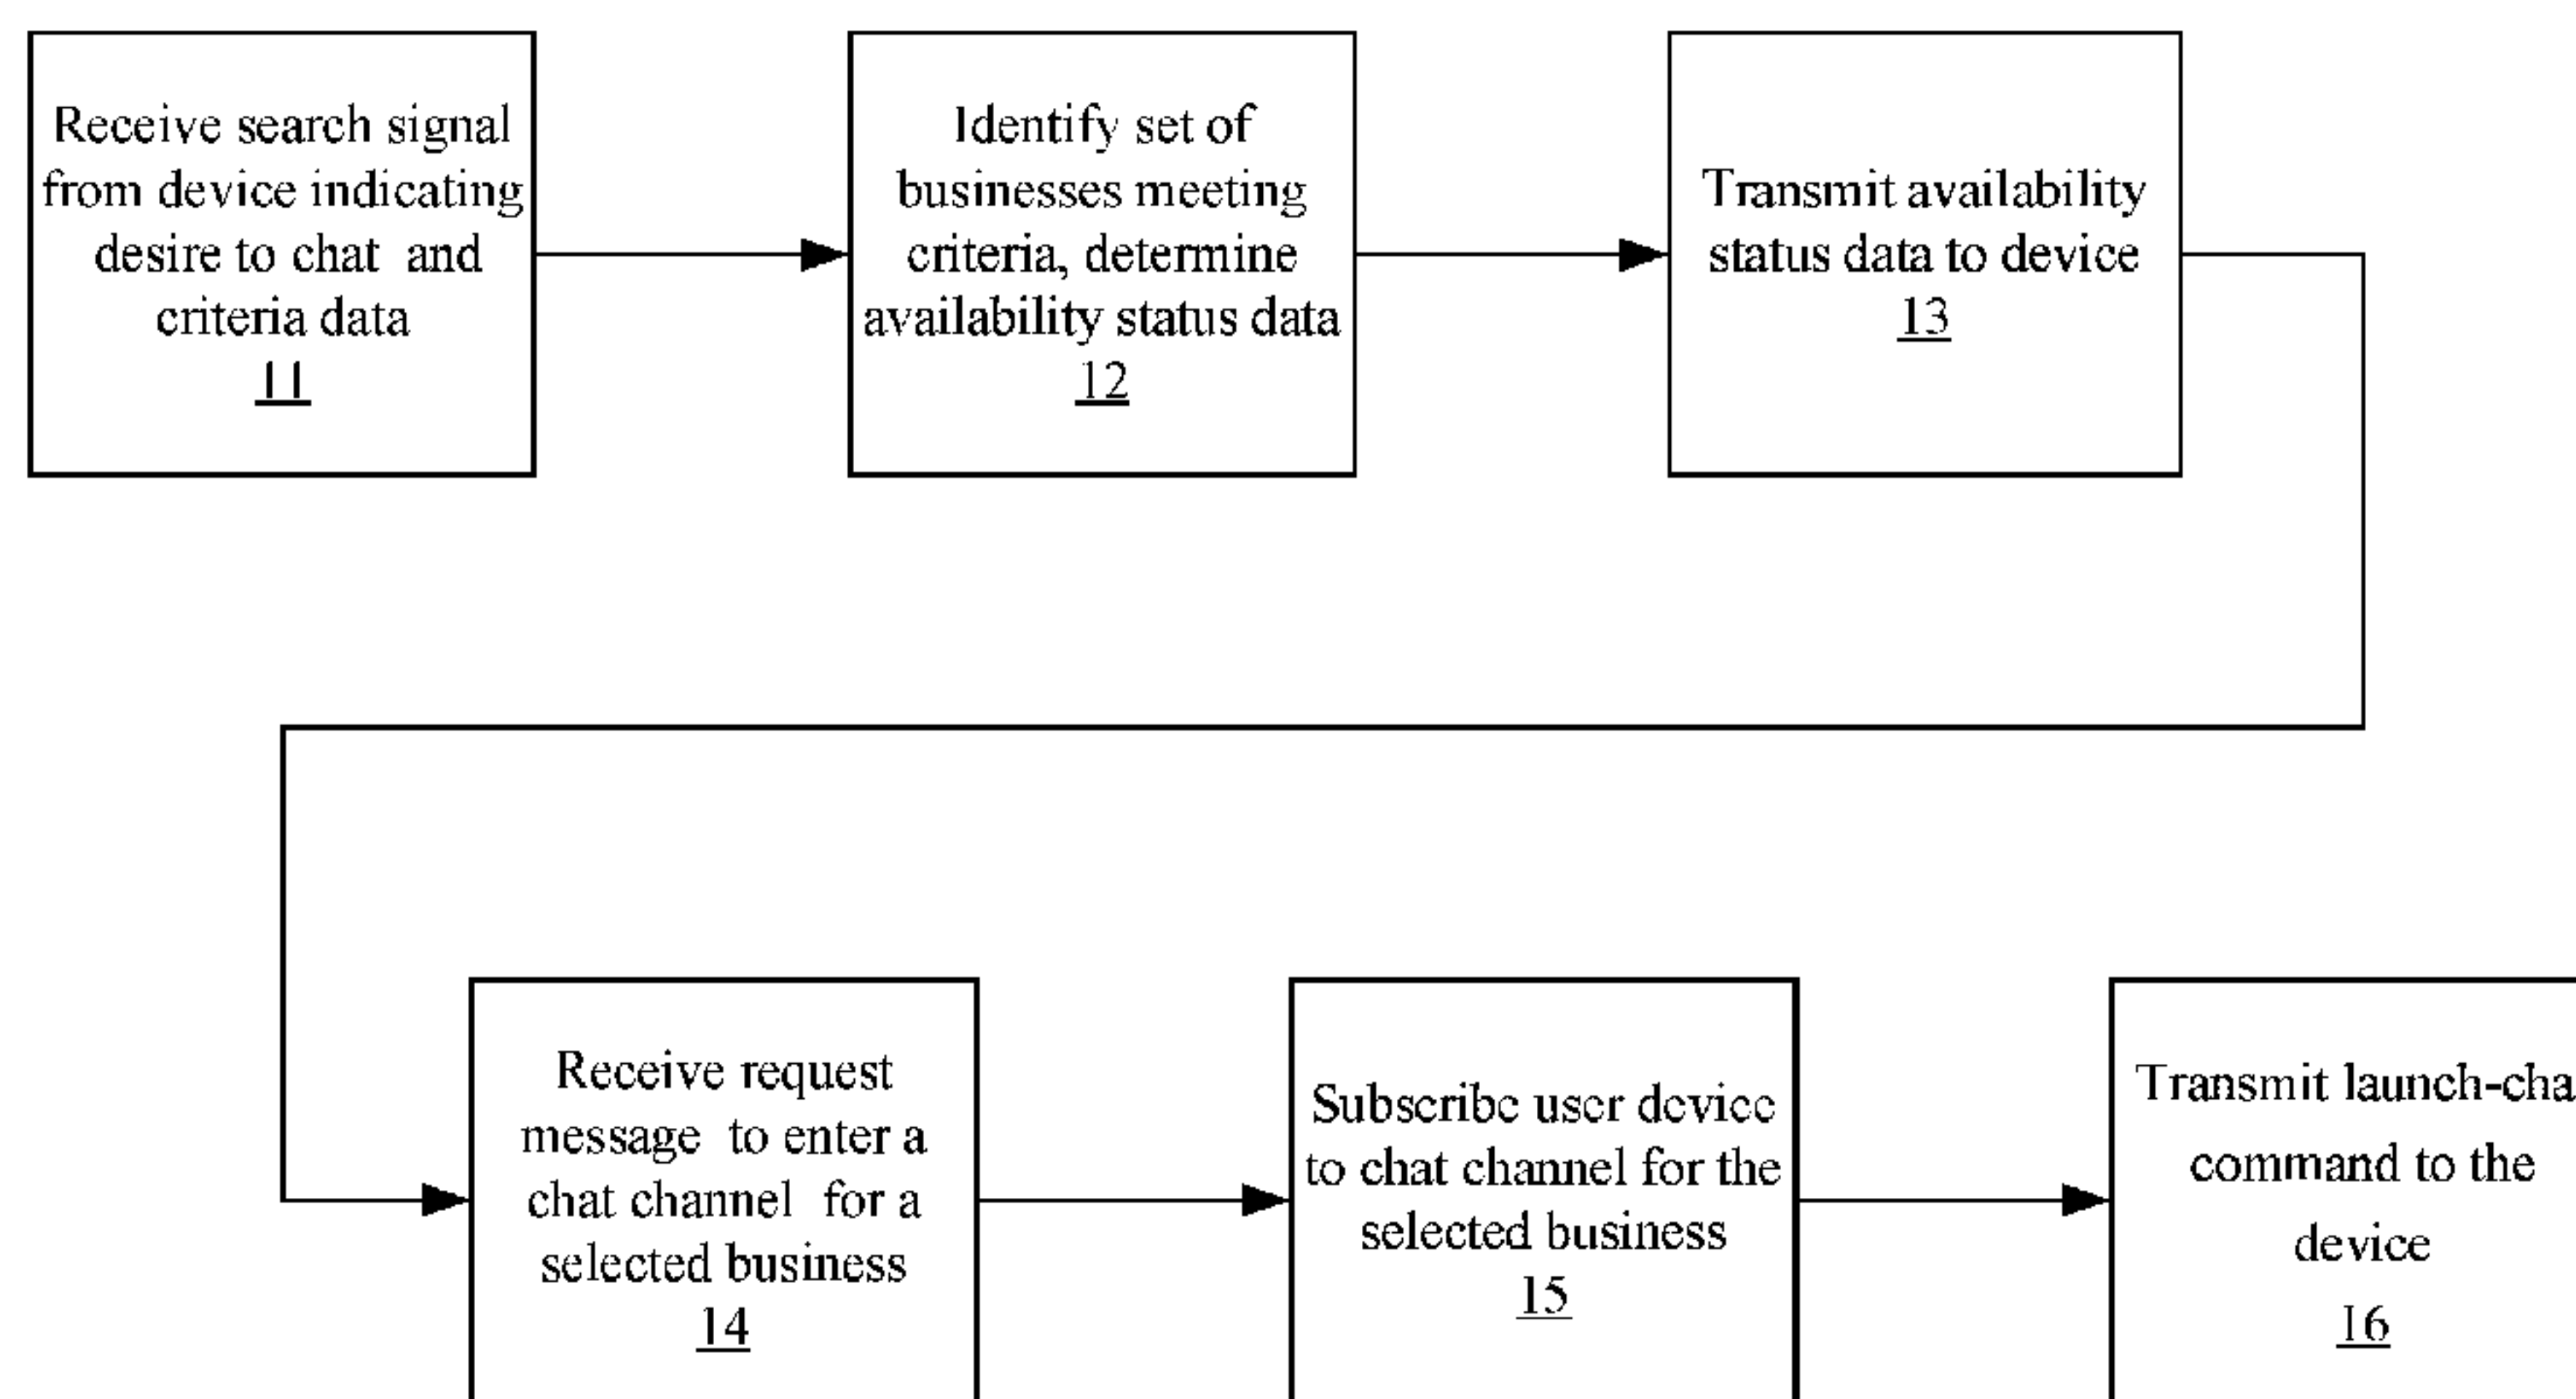 Receive search signal
from device indicating
desire to chat and
criteria data
11
Identify set of
businesses meeting
criteria, determine
availability status data
12
Transmit availability
status data to device
13
Receive request
message to enter a
chat channel for a
selected business
14
Subscribe user device
to chat channel for the
selected business
15
Transmit launch-cha
command to the
device
16